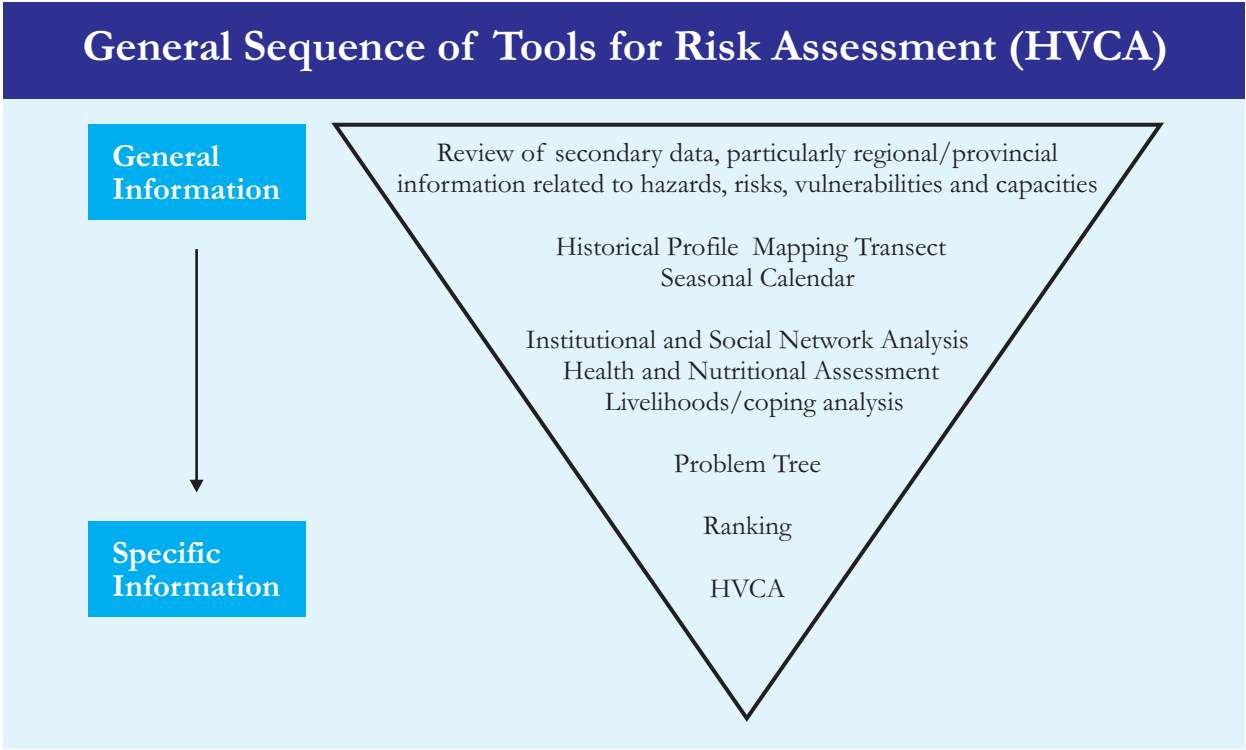 General Sequence of Tools for Risk Assessment (HVCA)
General
Information
Review of secondary data, particularly regional/provincial
information related to hazards, risks, vulnerabilities and capacities
Historical Profile  Mapping Transect
Seasonal Calendar
Institutional and Social Network Analysis
Health and Nutritional Assessment
Livelihoods/coping analysis
Problem Tree
Ranking
HVCA
Specific
Information